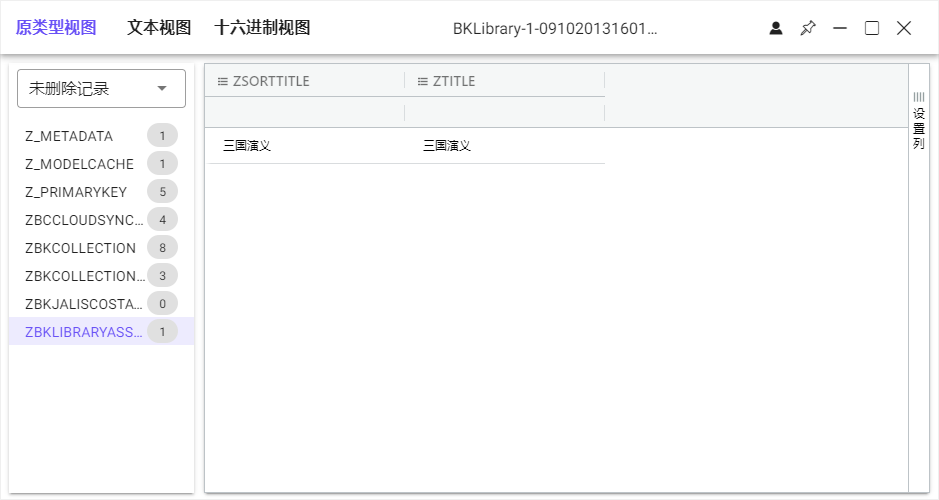 原类型视图 文本视图 十六进制视图 BKLibrary-1-091020131601...
未删除记录
Z_METADATA 1
Z_MODELCACHE 1
Z_PRIMARYKEY 5
ZBCCLOUDSYNC... 4
ZBKCOLLECTION 8
ZBKCOLLECTION... 3
ZBKJALISCOSTA... 0
ZBKLIBRARYASS... 1
ZSORTTITLE ZTITLE
三国演义 三国演义
设置列